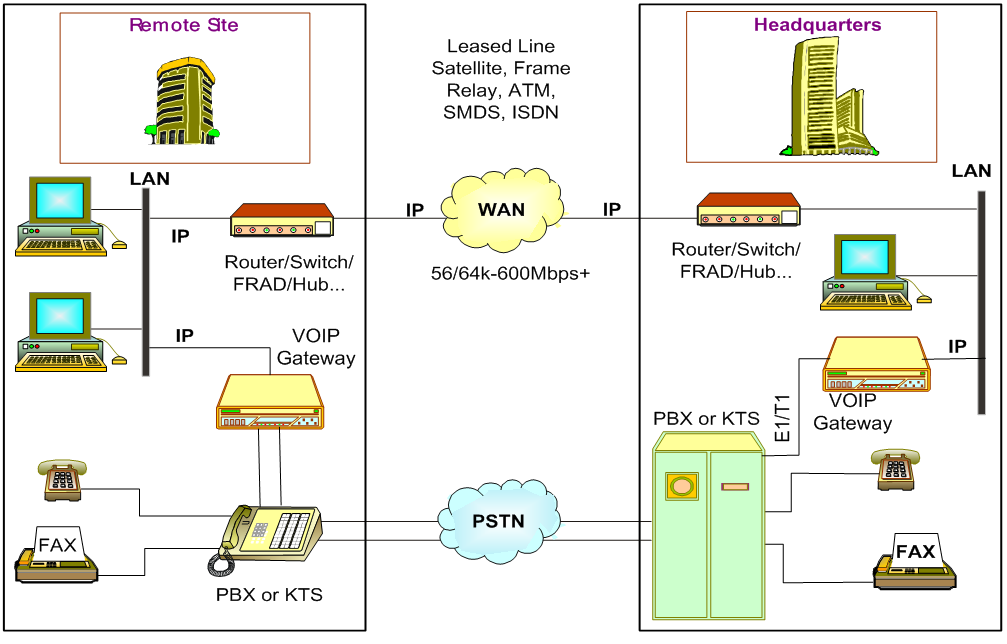 Remote Site
Leased Line
Satellite, Frame
Relay, ATM,
SMDS, ISDN
Headquarters
LAN
IP
Router/Switch/
FRAD/Hub...
IP
WAN
IP
56/64k-600Mbps+
LAN
Router/Switch/
FRAD/Hub...
IP
VOIP
Gateway
IP
VOIP
Gateway
E1/T1
PBX or KTS
FAX
PBX or KTS
PSTN
FAX